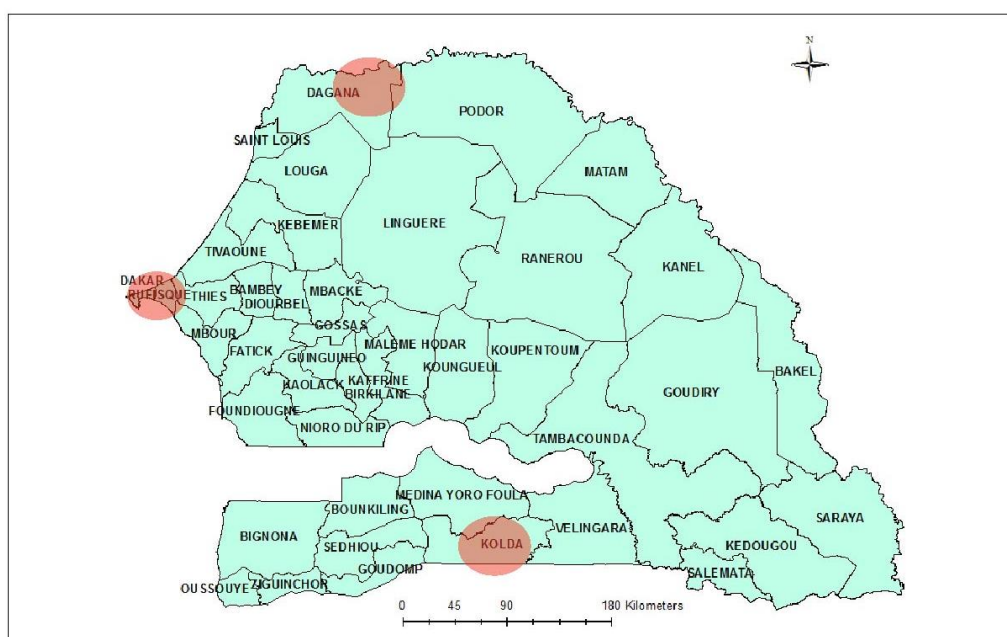 N
DAGANA
PODOR
SAINT LOUIS
MATAM
LOUGA
KEBEMER
LINGUERE
TIVAOUNE
RANEROU
KANEL
DAKAR
RUFISQUE
THIES
BAMBEY
DIOURBEL
MBACKE
GOSSAS
MBOUR
FATICK
GUINGUINEO
MALEME HODAR
KOUNGUEUL
KOUPENTOUM
BAKEL
KAOLACK
KAFFRINE
BIRKILANE
GOUDIRY
FOUNDIOUGNE
NIORO DU RIP
TAMBACOUNDA
MEDINA YORO FOULA
BOUNKILING
VELINGARA
SARAYA
BIGNONA
SEDHIOU
KOLDA
KEDOUGOU
GOUDOMP
SALEMATA
OUSSOUYE
ZIGUINCHOR
0 45 90 180 Kilometers